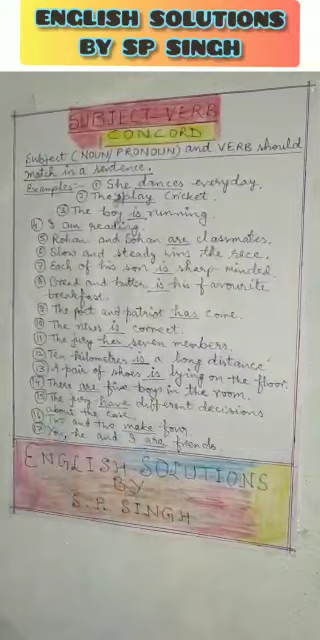 ENGLISH SOLUTIONS
BY SP SINGH
SUBJECT VERB
CONCORD
Subject (NOUN/PRONOUN) and VERB should
match in a sentence.
Examples:- ① She dances everyday.
② They play Cricket.
③ The boy is running.
④ I am reading.
⑤ Rohan and Sohan are classmates.
⑥ Slow and steady wins the race.
⑦ Each of his son is sharp minded.
⑧ Bread and butter is his favourite
breakfast.
⑨ The poet and patriot has come.
⑩ The news is correct.
⑪ The jury has seven members.
⑫ Ten kilometres is a long distance.
⑬ A pair of shoes is lying on the floor.
⑭ There are five boys in the room.
⑮ The jury have different decisions
about the case.
⑯ Two and two make four.
⑰ You, he and I are friends.
ENGLISH SOLUTIONS
BY
S.P. SINGH